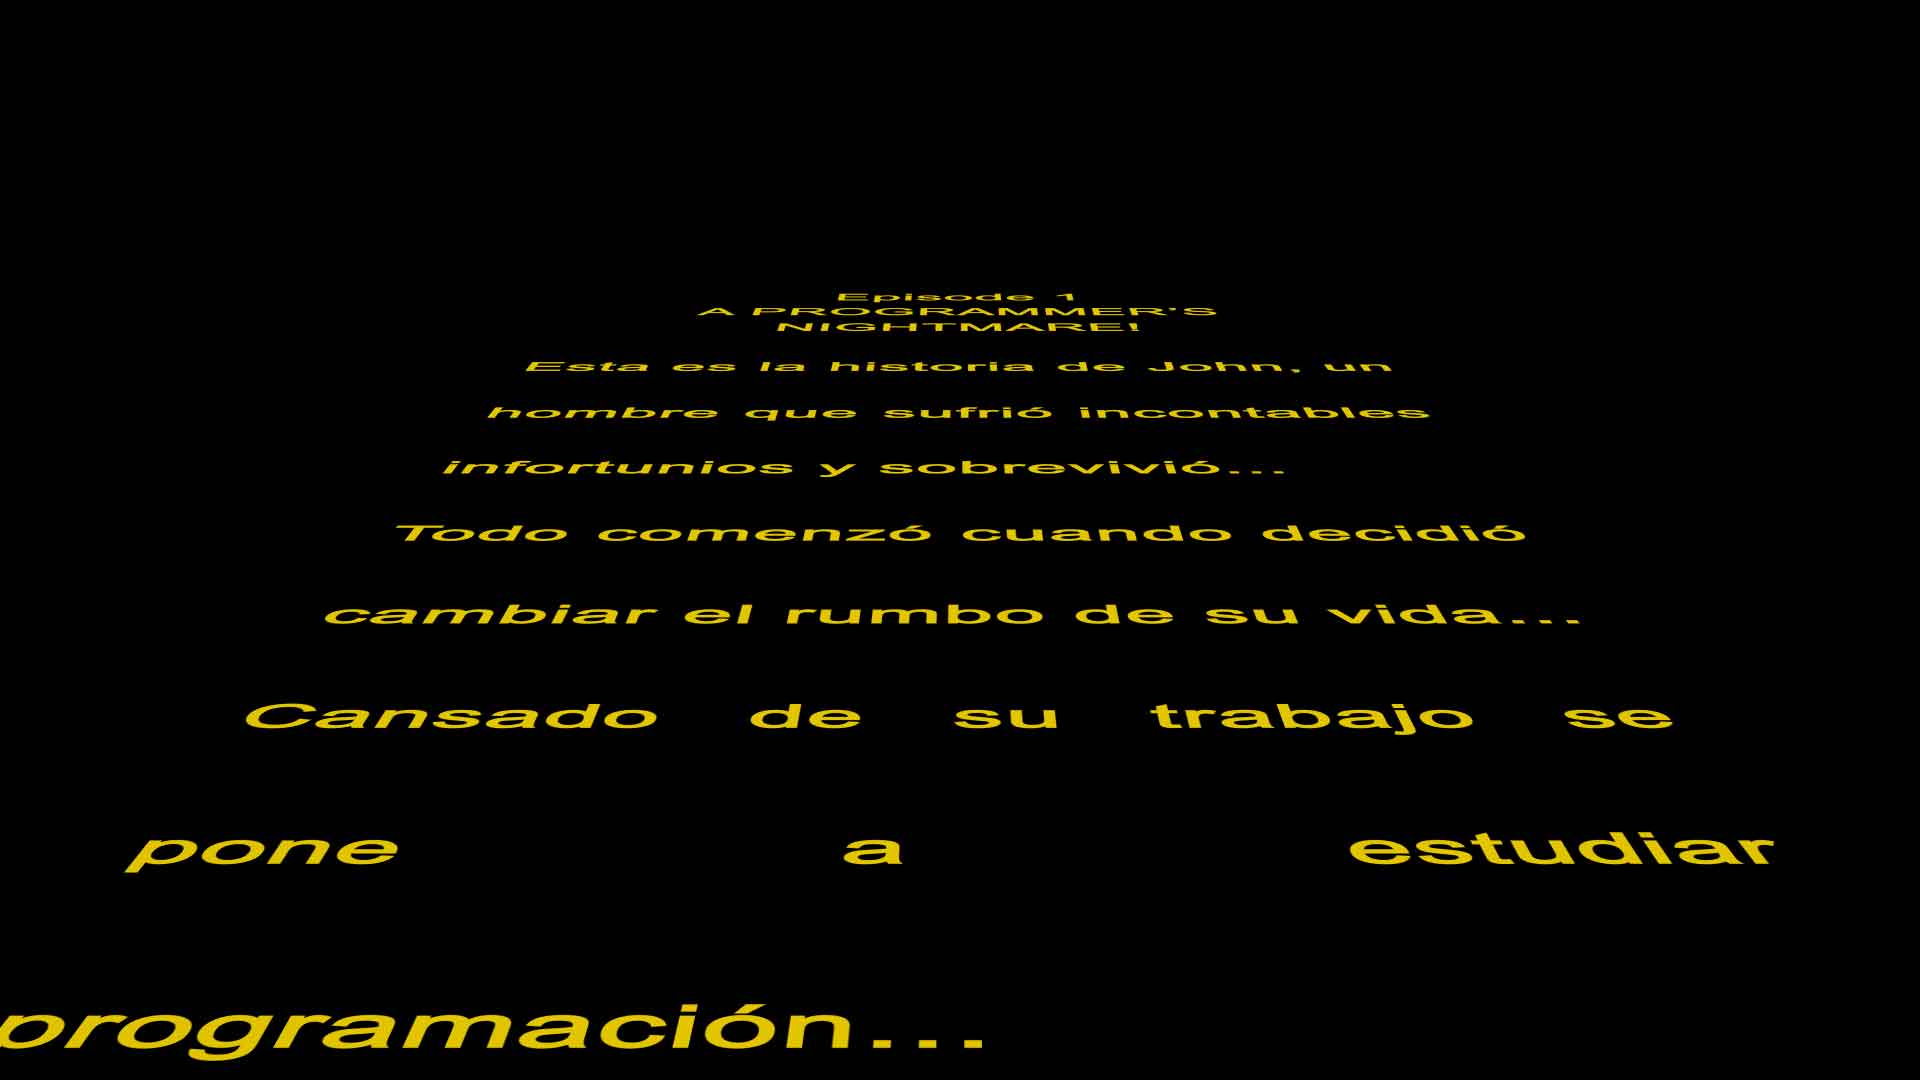 Episode 1
A PROGRAMMER'S
NIGHTMARE!
Esta es la historia de John, un
hombre que sufrió incontables
infortunios y sobrevivió...
Todo comenzó cuando decidió
cambiar el rumbo de su vida...
Cansado de su trabajo se
pone a estudiar
programación...